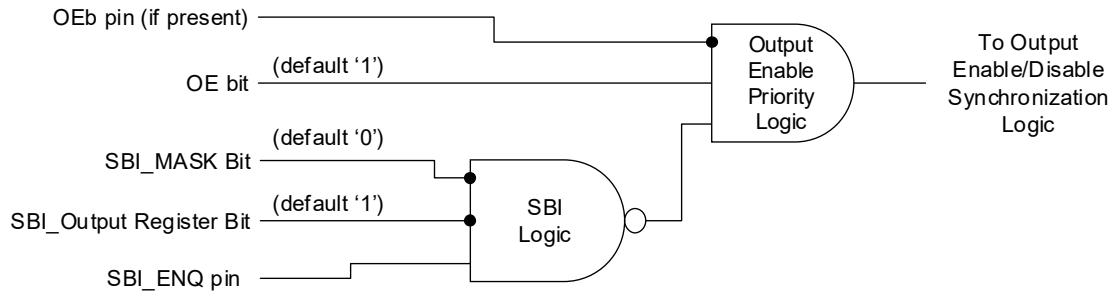 OEb pin (if present)
OE bit
(default ‘1’)
SBI_MASK Bit
(default ‘0’)
SBI_Output Register Bit
(default ‘1’)
SBI_ENQ pin
SBI
Logic
Output
Enable
Priority
Logic
To Output
Enable/Disable
Synchronization
Logic